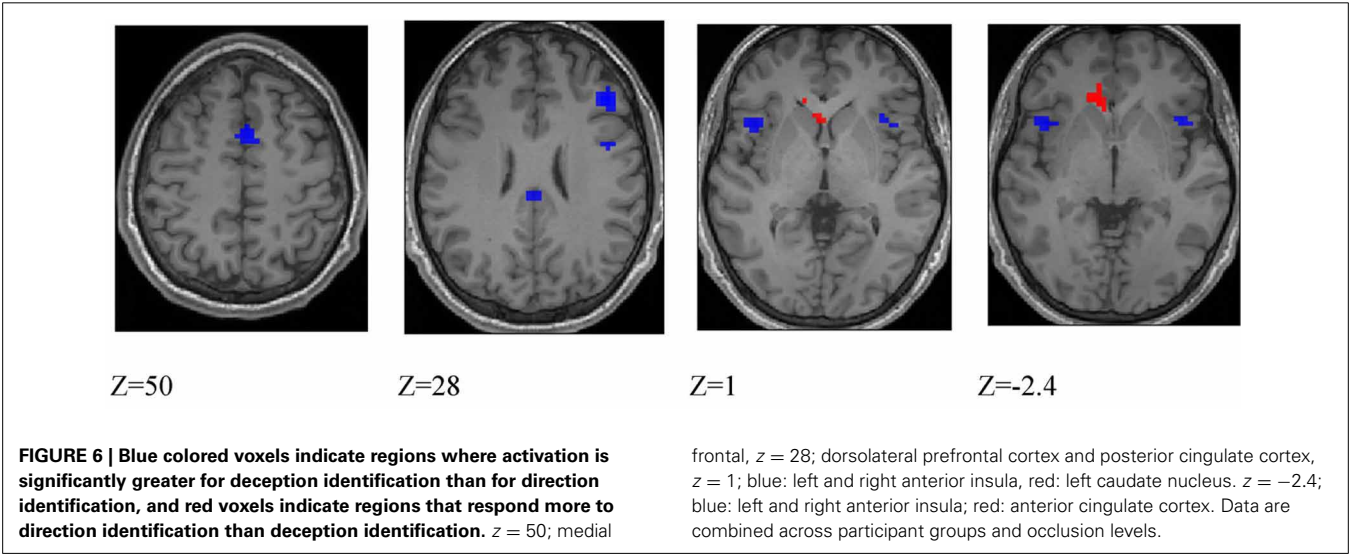 Z=50
Z=28
Z=1
Z=-2.4
FIGURE 6 | Blue colored voxels indicate regions where activation is
significantly greater for deception identification than for direction
identification, and red voxels indicate regions that respond more to
direction identification than deception identification. z = 50; medial
frontal, z = 28; dorsolateral prefrontal cortex and posterior cingulate cortex,
z = 1; blue: left and right anterior insula, red: left caudate nucleus. z = −2.4;
blue: left and right anterior insula; red: anterior cingulate cortex. Data are
combined across participant groups and occlusion levels.